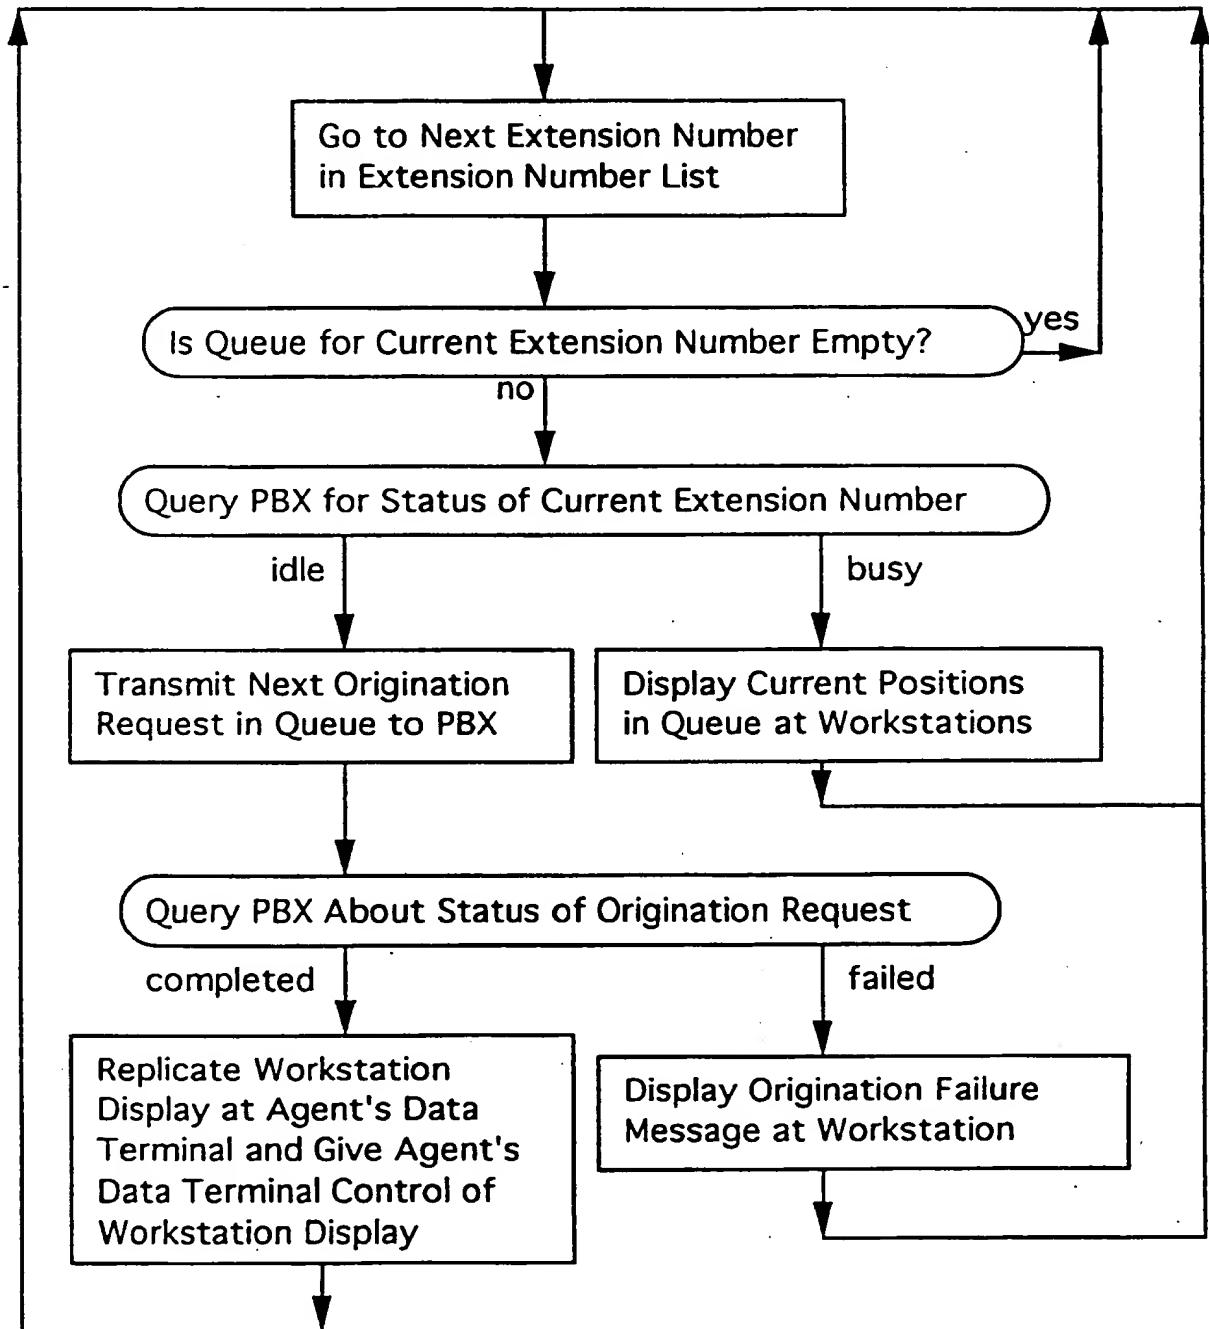 Go to Next Extension Number
in Extension Number List
Is Queue for Current Extension Number Empty?
yes
no
Query PBX for Status of Current Extension Number
idle
busy
Transmit Next Origination
Request in Queue to PBX
Display Current Positions
in Queue at Workstations
Query PBX About Status of Origination Request
completed
failed
Replicate Workstation
Display at Agent's Data
Terminal and Give Agent's
Data Terminal Control of
Workstation Display
Display Origination Failure
Message at Workstation